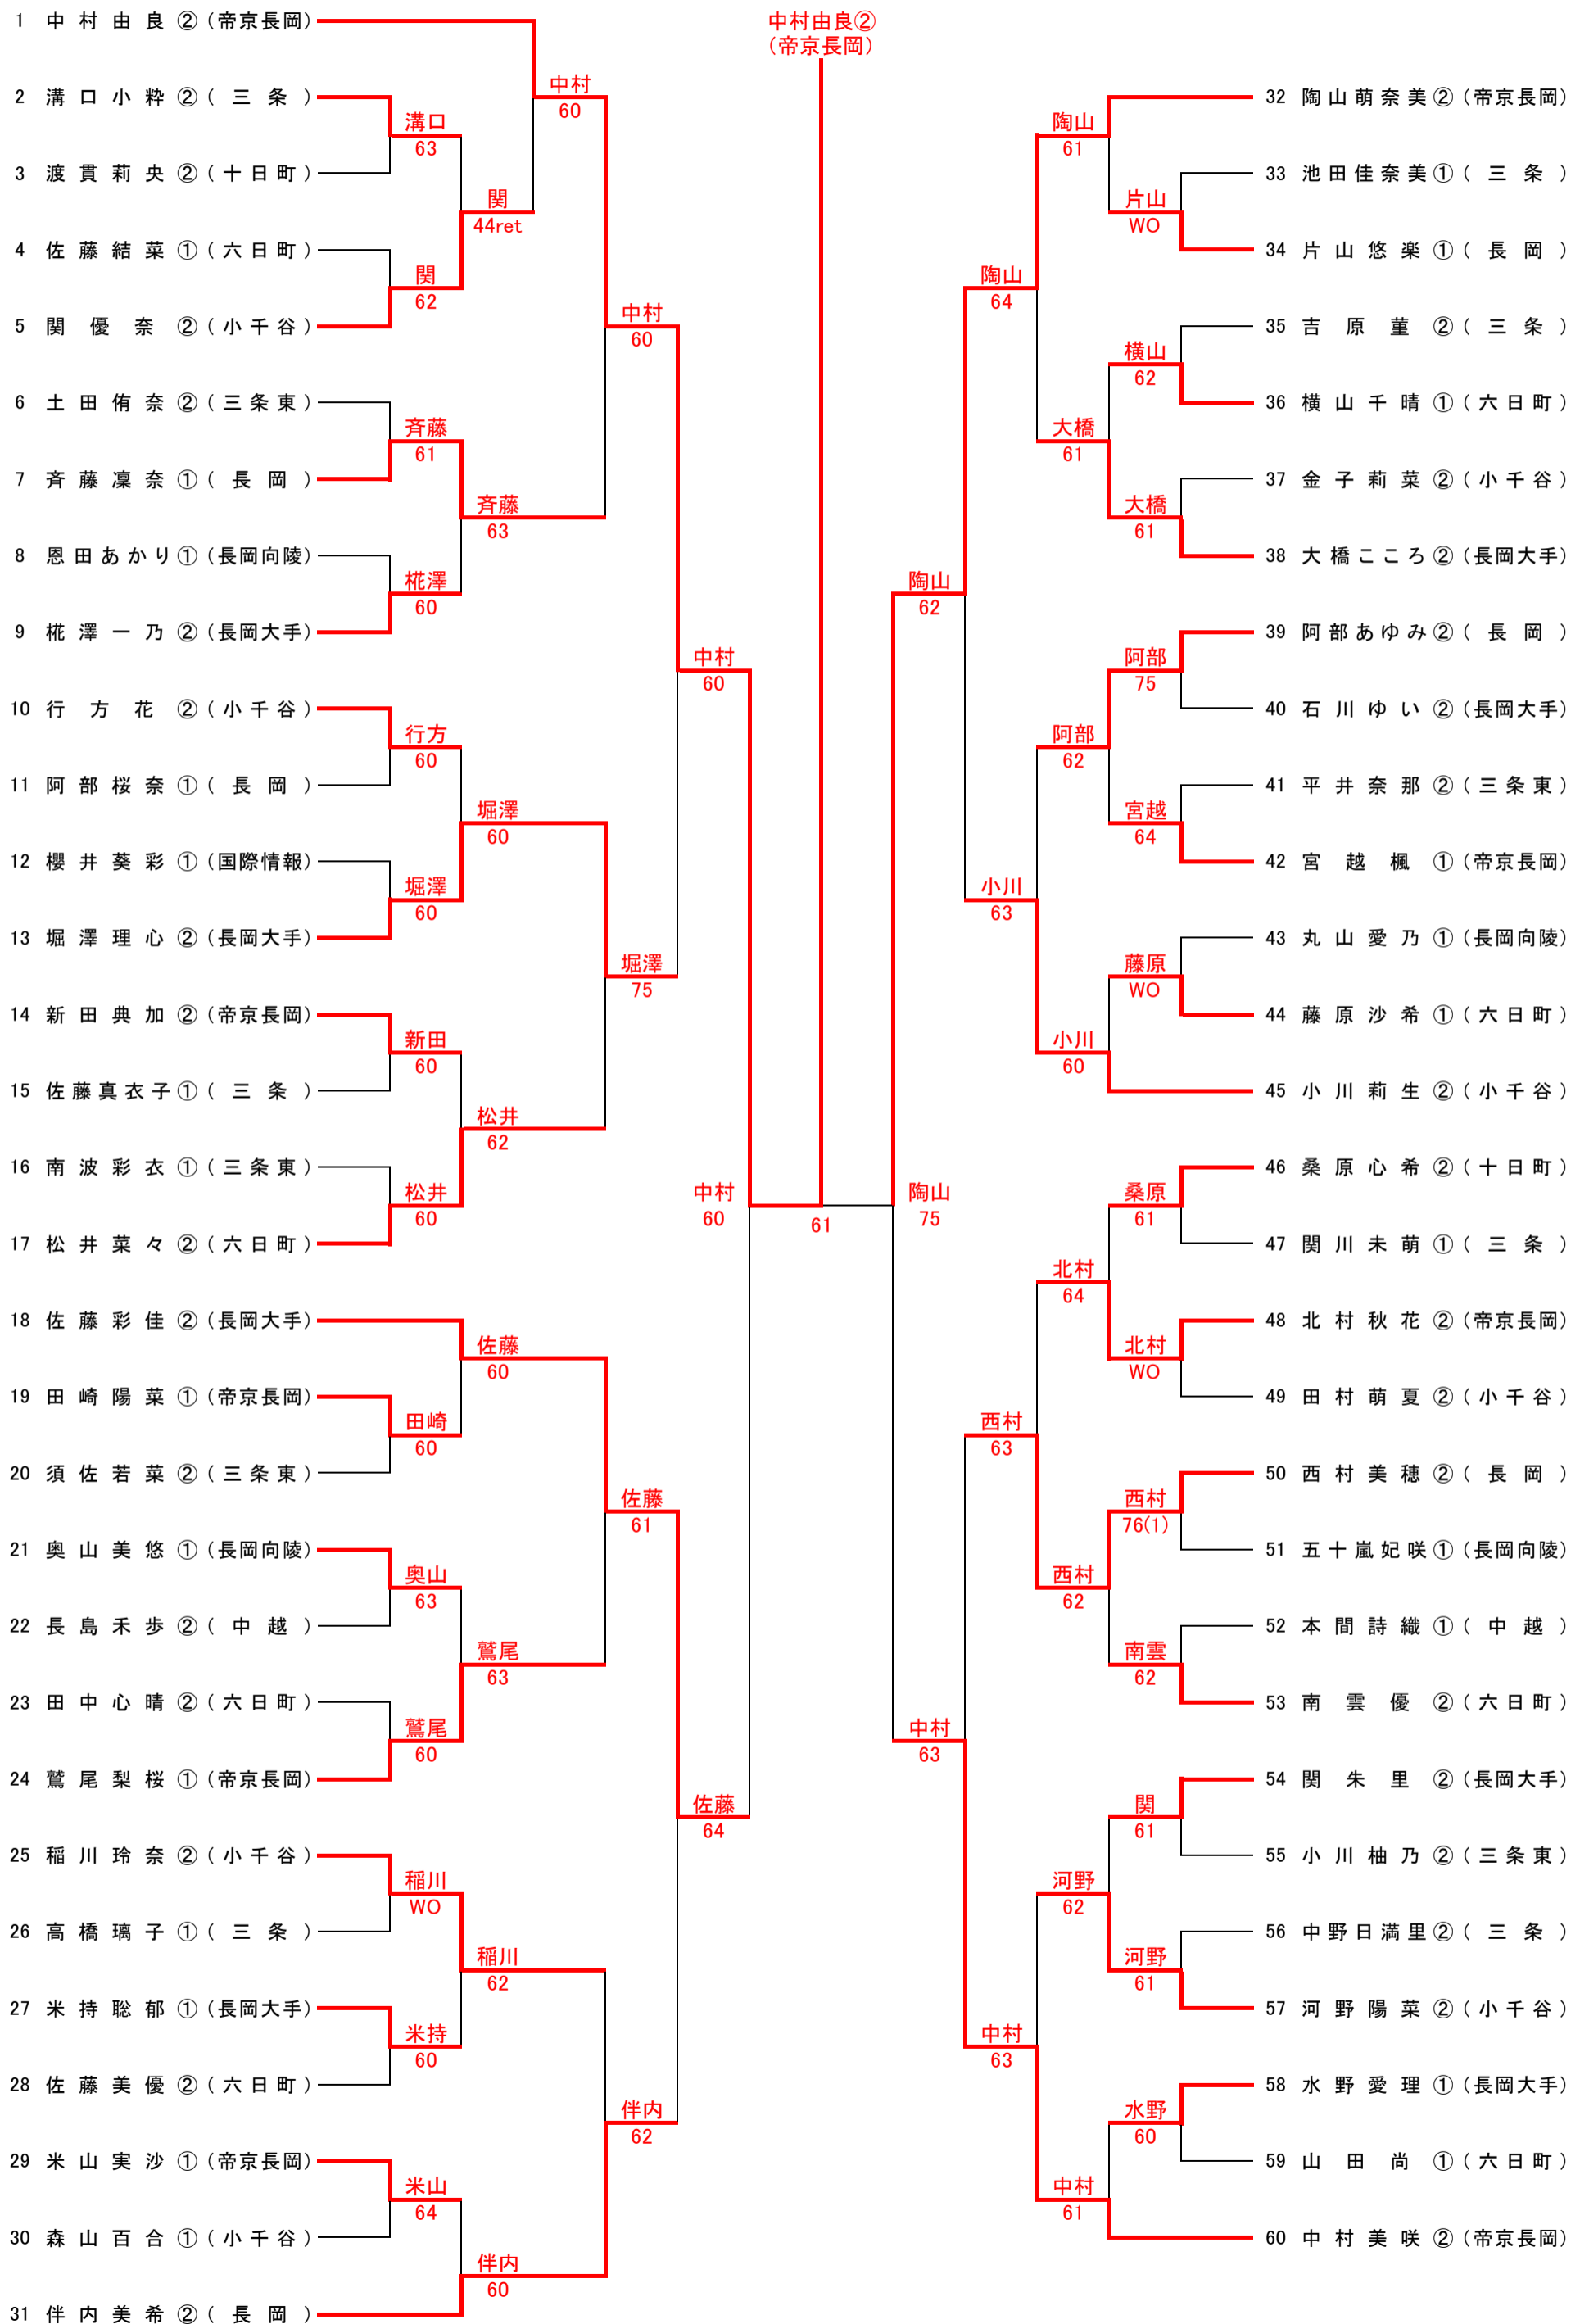 中村由良②
(帝京長岡)
1 中村由良②(帝京長岡)
2 溝口小粋②(三条)
3 渡貫莉央②(十日町)
4 佐藤結菜①(六日町)
5 関優奈②(小千谷)
6 土田侑奈②(三条東)
7 斉藤凜奈①(長岡)
8 恩田あかり①(長岡向陵)
9 椛澤一乃②(長岡大手)
10 行方花②(小千谷)
11 阿部桜奈①(長岡)
12 櫻井葵彩①(国際情報)
13 堀澤理心②(長岡大手)
14 新田典加②(帝京長岡)
15 佐藤真衣子①(三条)
16 南波彩衣①(三条東)
17 松井菜々②(六日町)
18 佐藤彩佳②(長岡大手)
19 田崎陽菜①(帝京長岡)
20 須佐若菜②(三条東)
21 奥山美悠①(長岡向陵)
22 長島禾歩②(中越)
23 田中心晴②(六日町)
24 鷲尾梨桜①(帝京長岡)
25 稲川玲奈②(小千谷)
26 高橋璃子①(三条)
27 米持聡郁①(長岡大手)
28 佐藤美優②(六日町)
29 米山実沙①(帝京長岡)
30 森山百合①(小千谷)
31 伴内美希②(長岡)
溝口
63
関
62
斉藤
61
椛澤
60
行方
60
堀澤
60
新田
60
松井
60
田崎
60
奥山
63
鷲尾
60
稲川
WO
米持
60
米山
64
関
44ret
斉藤
63
堀澤
60
松井
62
佐藤
60
鷲尾
63
稲川
62
伴内
60
中村
60
中村
60
堀澤
75
佐藤
61
伴内
62
中村
60
佐藤
64
中村
60
61
陶山
75
陶山
62
中村
63
陶山
64
小川
63
西村
63
中村
63
陶山
61
大橋
61
阿部
62
小川
60
北村
64
西村
62
河野
62
中村
61
片山
WO
横山
62
大橋
61
阿部
75
宮越
64
藤原
WO
桑原
61
北村
WO
西村
76(1)
南雲
62
関
61
河野
61
水野
60
32 陶山萌奈美②(帝京長岡)
33 池田佳奈美①(三条)
34 片山悠楽①(長岡)
35 吉原菫②(三条)
36 横山千晴①(六日町)
37 金子莉菜②(小千谷)
38 大橋こころ②(長岡大手)
39 阿部あゆみ②(長岡)
40 石川ゆい②(長岡大手)
41 平井奈那②(三条東)
42 宮越楓①(帝京長岡)
43 丸山愛乃①(長岡向陵)
44 藤原沙希①(六日町)
45 小川莉生②(小千谷)
46 桑原心希②(十日町)
47 関川未萌①(三条)
48 北村秋花②(帝京長岡)
49 田村萌夏②(小千谷)
50 西村美穂②(長岡)
51 五十嵐妃咲①(長岡向陵)
52 本間詩織①(中越)
53 南雲優②(六日町)
54 関朱里②(長岡大手)
55 小川柚乃②(三条東)
56 中野日満里②(三条)
57 河野陽菜②(小千谷)
58 水野愛理①(長岡大手)
59 山田尚①(六日町)
60 中村美咲②(帝京長岡)